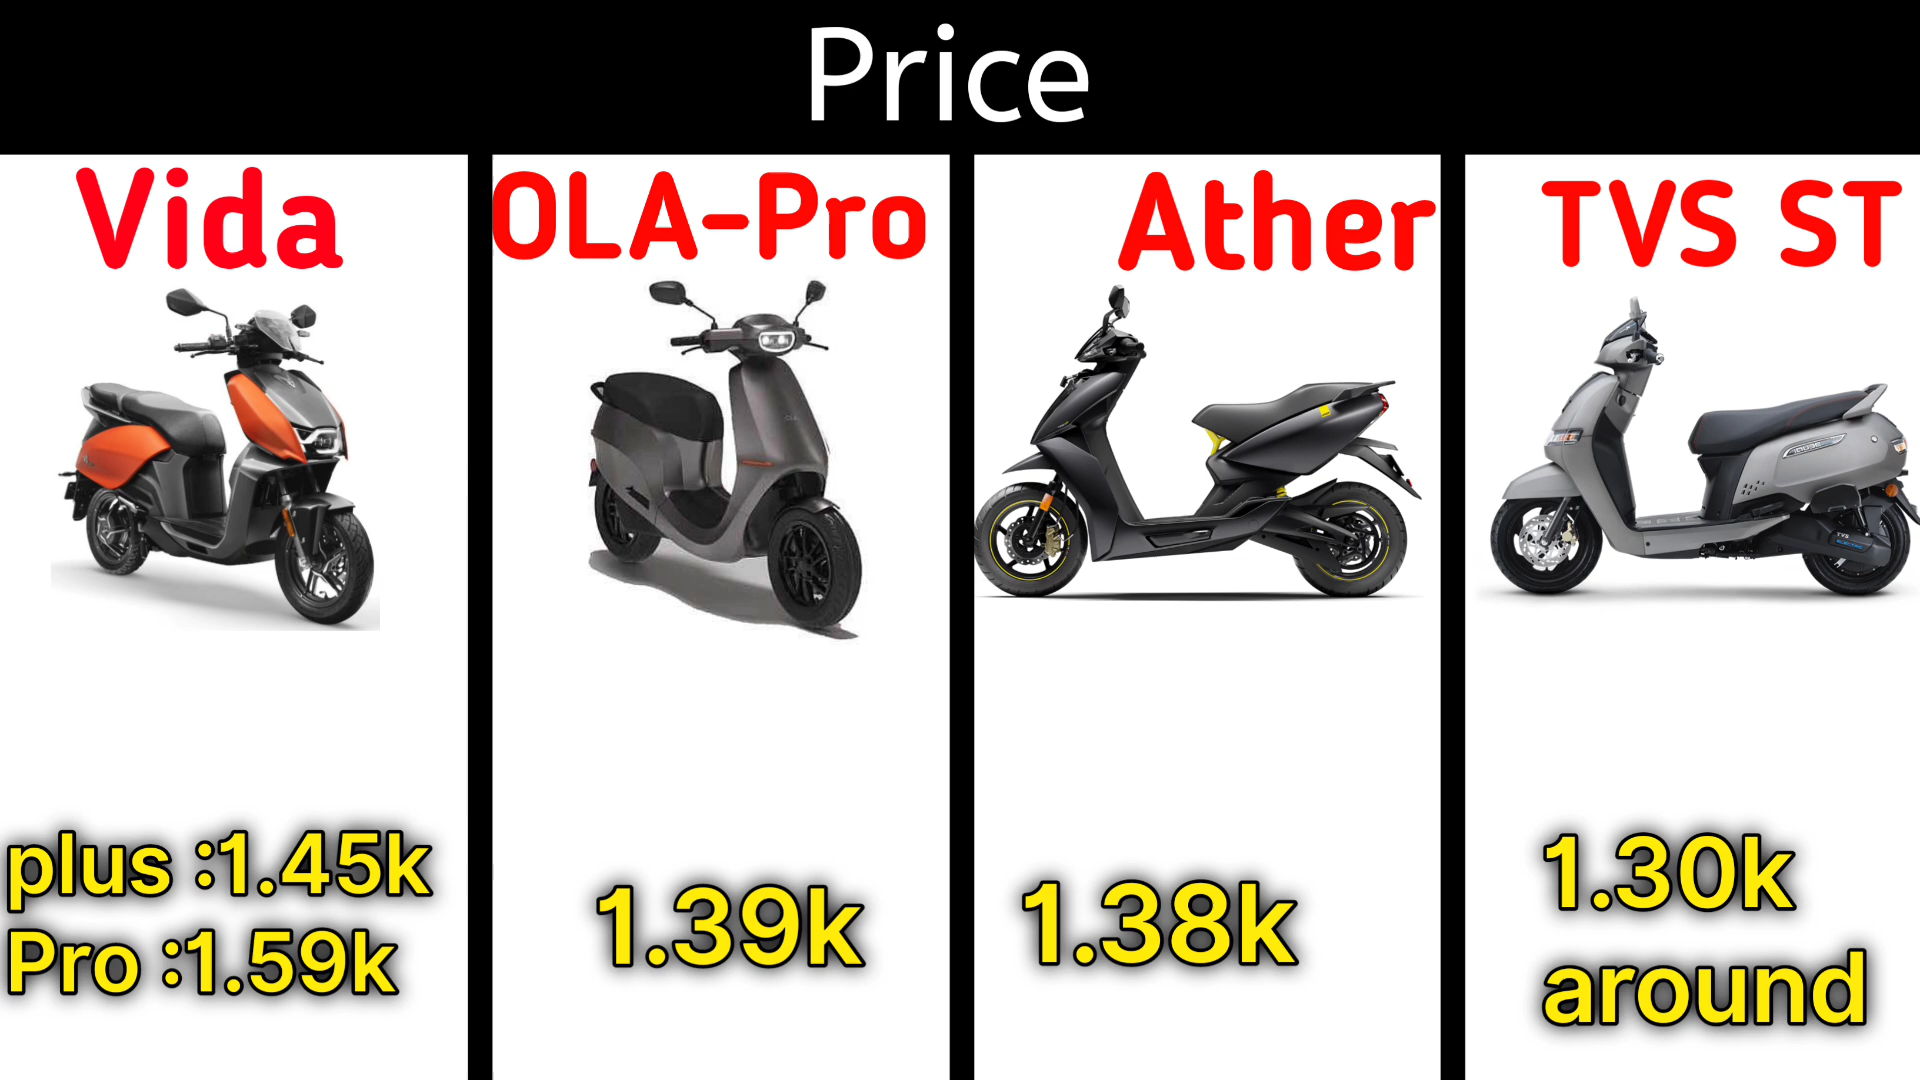 Price
Vida
OLA-Pro
Ather
TVS ST
plus :1.45k
Pro :1.59k
1.39k
1.38k
1.30k
around